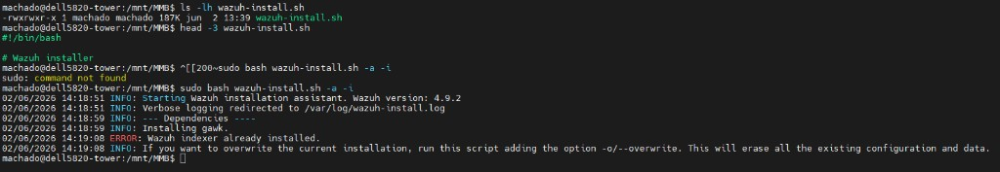 machado@dell5820-tower:/mnt/MMB$ ls -lh wazuh-install.sh
-rwxrwxr-x 1 machado machado 187K jun  2 13:39 wazuh-install.sh
machado@dell5820-tower:/mnt/MMB$ head -3 wazuh-install.sh
#!/bin/bash

# Wazuh installer
machado@dell5820-tower:/mnt/MMB$ ^[[200~sudo bash wazuh-install.sh -a -i
sudo: command not found
machado@dell5820-tower:/mnt/MMB$ sudo bash wazuh-install.sh -a -i
02/06/2026 14:18:51 INFO: Starting Wazuh installation assistant. Wazuh version: 4.9.2
02/06/2026 14:18:51 INFO: Verbose logging redirected to /var/log/wazuh-install.log
02/06/2026 14:18:59 INFO: --- Dependencies ----
02/06/2026 14:18:59 INFO: Installing gawk.
02/06/2026 14:19:08 ERROR: Wazuh indexer already installed.
02/06/2026 14:19:08 INFO: If you want to overwrite the current installation, run this script adding the option -o/--overwrite. This will erase all the existing configuration and data.
machado@dell5820-tower:/mnt/MMB$